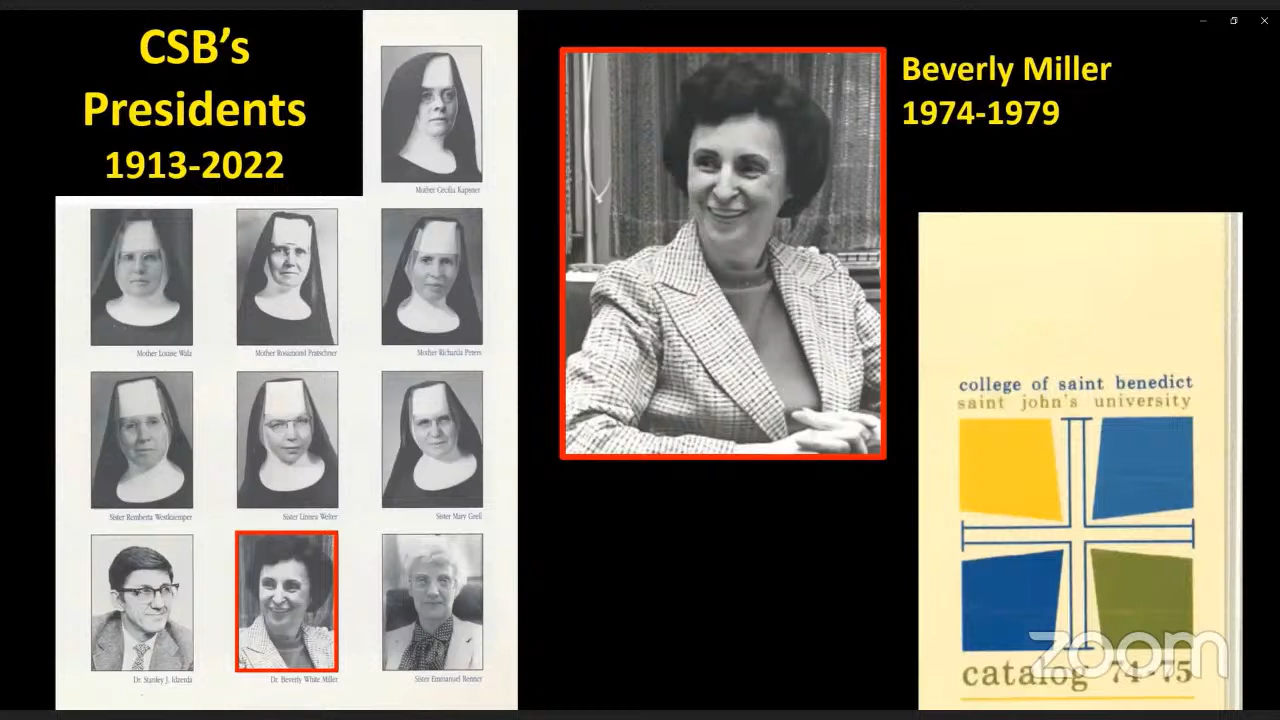 CSB’s
Presidents
1913-2022
Mother Cecilia Kapsner
Mother Louise Walz
Mother Rosamond Pratschner
Mother Richarda Peters
Sister Remberta Westkaemper
Sister Linnea Welter
Sister Mary Grell
Dr. Stanley J. Idzerda
Dr. Beverly White Miller
Sister Emmanuel Renner
Beverly Miller
1974-1979
college of saint benedict
saint john's university
zoom
catalog 74-75